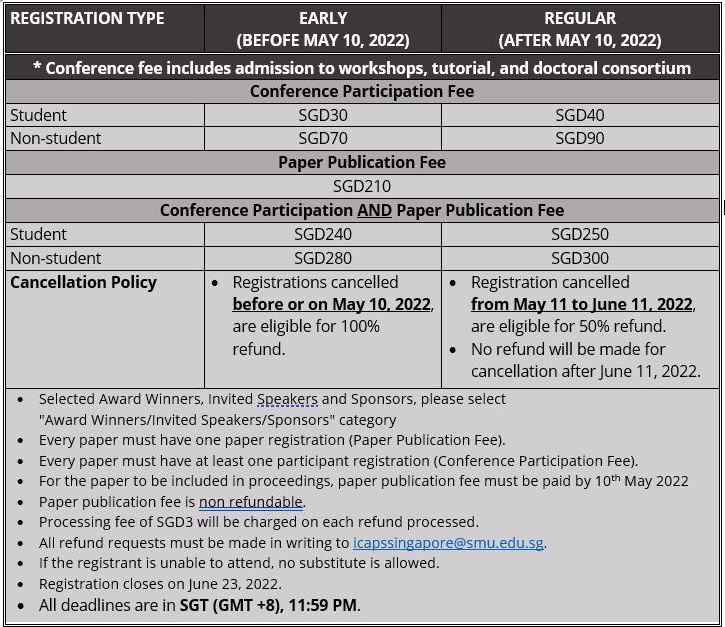 REGISTRATION TYPE
EARLY
(BEFOFE MAY 10, 2022)
REGULAR
(AFTER MAY 10, 2022)
* Conference fee includes admission to workshops, tutorial, and doctoral consortium
Conference Participation Fee
Student SGD30 SGD40
Non-student SGD70 SGD90
Paper Publication Fee
SGD210
Conference Participation AND Paper Publication Fee
Student SGD240 SGD250
Non-student SGD280 SGD300
Cancellation Policy
• Registrations cancelled
before or on May 10, 2022,
are eligible for 100%
refund.
• Registration cancelled
from May 11 to June 11, 2022,
are eligible for 50% refund.
• No refund will be made for
cancellation after June 11, 2022.
• Selected Award Winners, Invited Speakers and Sponsors, please select
"Award Winners/Invited Speakers/Sponsors" category
• Every paper must have one paper registration (Paper Publication Fee).
• Every paper must have at least one participant registration (Conference Participation Fee).
• For the paper to be included in proceedings, paper publication fee must be paid by 10th May 2022
• Paper publication fee is non refundable.
• Processing fee of SGD3 will be charged on each refund processed.
• All refund requests must be made in writing to icapssingapore@smu.edu.sg.
• If the registrant is unable to attend, no substitute is allowed.
• Registration closes on June 23, 2022.
• All deadlines are in SGT (GMT +8), 11:59 PM.